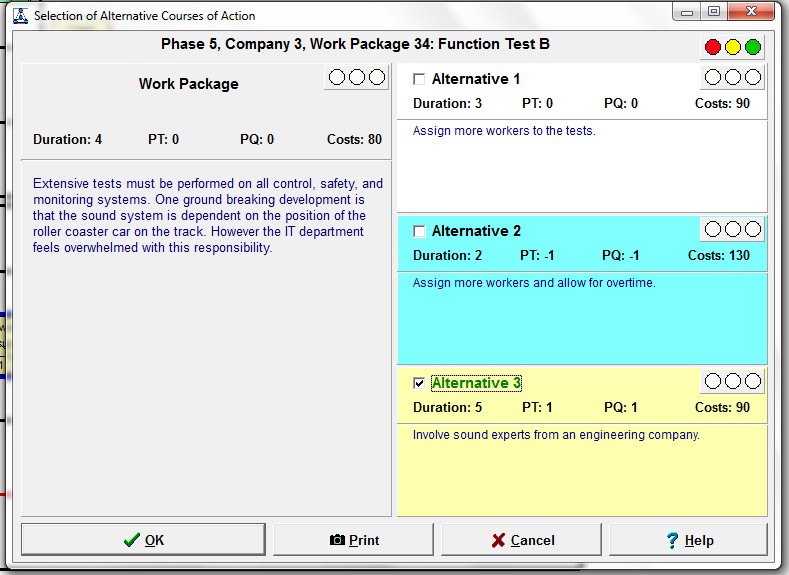 Selection of Alternative Courses of Action
Phase 5, Company 3, Work Package 34: Function Test B
Work Package
Duration: 4 PT: 0 PQ: 0 Costs: 80
Extensive tests must be performed on all control, safety, and
monitoring systems. One ground breaking development is
that the sound system is dependent on the position of the
roller coaster car on the track. However the IT department
feels overwhelmed with this responsibility.
Alternative 1
Duration: 3 PT: 0 PQ: 0 Costs: 90
Assign more workers to the tests.
Alternative 2
Duration: 2 PT: -1 PQ: -1 Costs: 130
Assign more workers and allow for overtime.
Alternative 3
Duration: 5 PT: 1 PQ: 1 Costs: 90
Involve sound experts from an engineering company.
OK Print Cancel Help